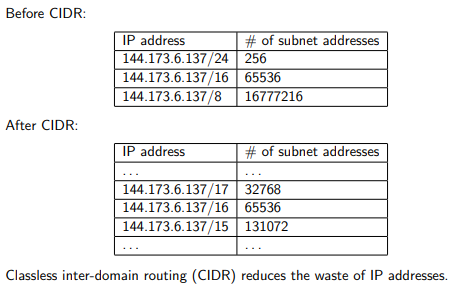 Before CIDR:
IP address # of subnet addresses
144.173.6.137/24 256
144.173.6.137/16 65536
144.173.6.137/8 16777216
After CIDR:
IP address # of subnet addresses
... ...
144.173.6.137/17 32768
144.173.6.137/16 65536
144.173.6.137/15 131072
... ...
Classless inter-domain routing (CIDR) reduces the waste of IP addresses.